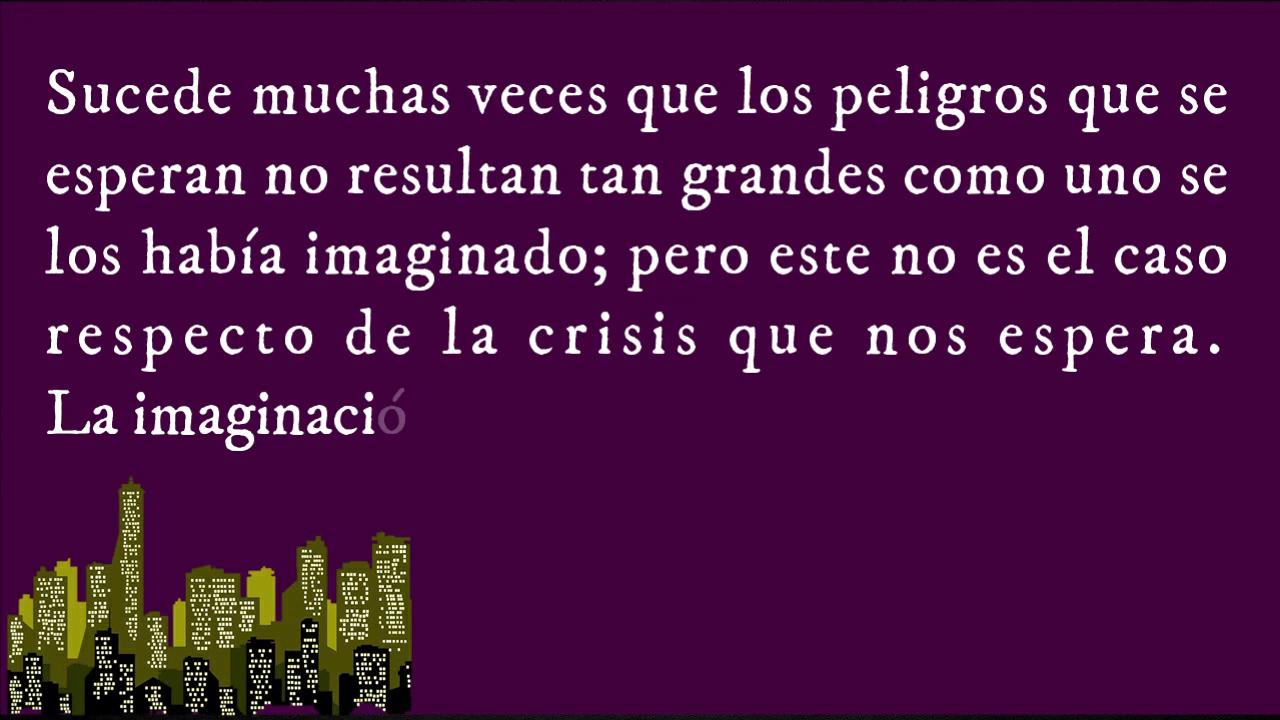 Sucede muchas veces que los peligros que se
esperan no resultan tan grandes como uno se
los había imaginado; pero este no es el caso
respecto de la crisis que nos espera.
La imaginació